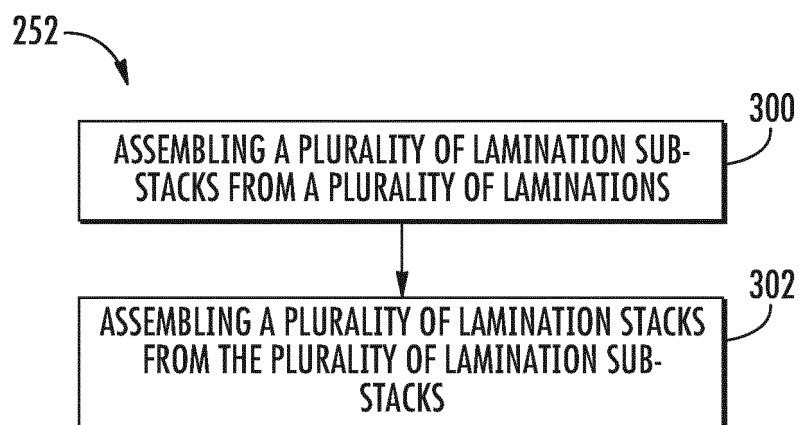 252
300
ASSEMBLING A PLURALITY OF LAMINATION SUB-
STACKS FROM A PLURALITY OF LAMINATIONS
302
ASSEMBLING A PLURALITY OF LAMINATION STACKS
FROM THE PLURALITY OF LAMINATION SUB-
STACKS